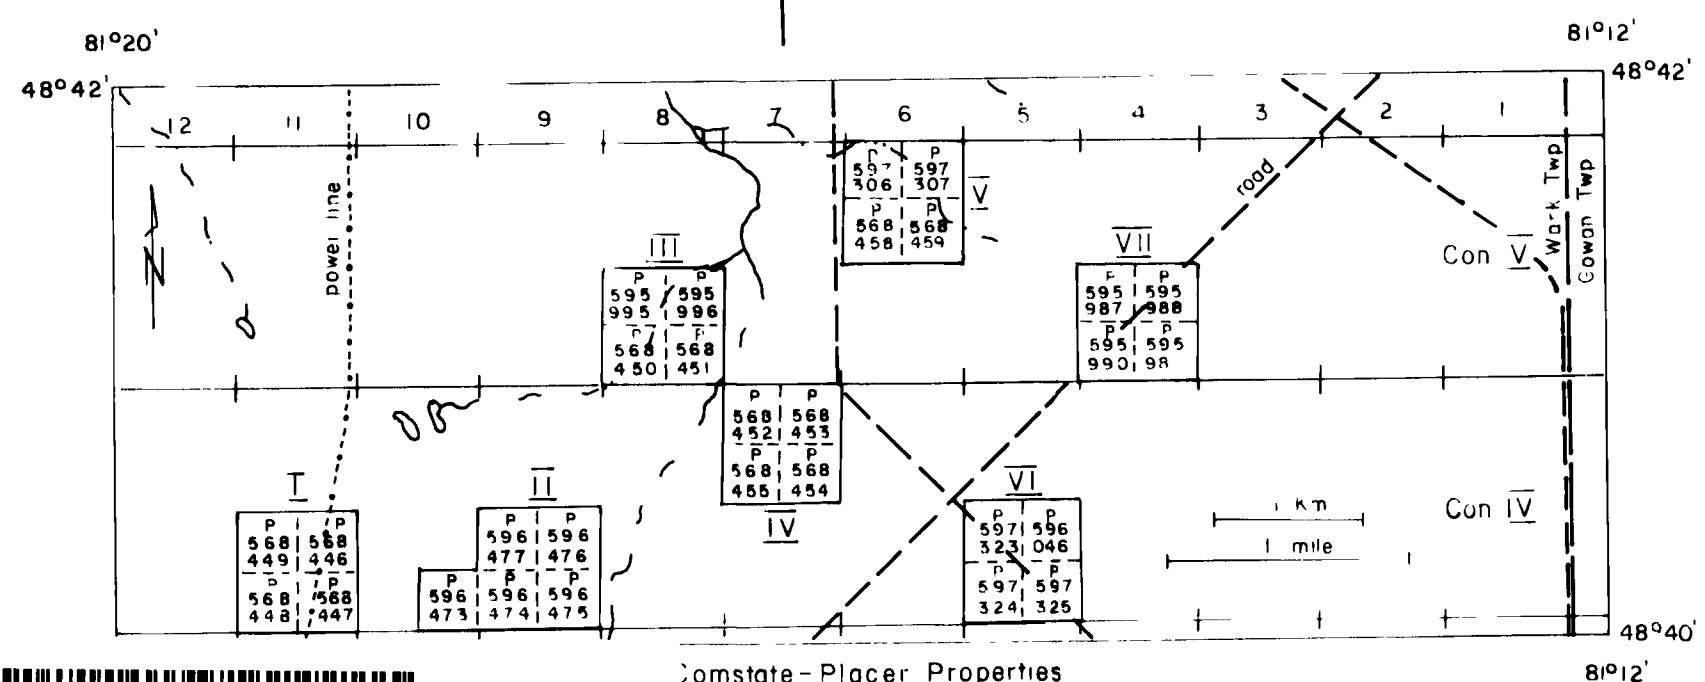 81°20'
81°12'
48°42'
48°42'
12 11 10 9 8 7 6 5 4 3 2 1
power line
N
road
Wark Twp
Gowan Twp
Con V
Con IV
III
P 595 995
P 595 996
P 568 450
P 568 451
V
597 306
P 597 307
P 568 458
P 568 459
VII
P 595 987
P 595 988
P 595 990
P 595 98
P 568 452
568 453
P 568 455
P 568 454
IV
I
P 568 449
P 568 446
P 568 448
P 568 447
II
P 596 477
P 596 476
P 596 473
P 596 474
P 596 475
VI
P 597 323
P 596 046
P 597 324
P 597 325
1 Km
1 mile
48°40'
81°12'
Comstate-Placer Properties